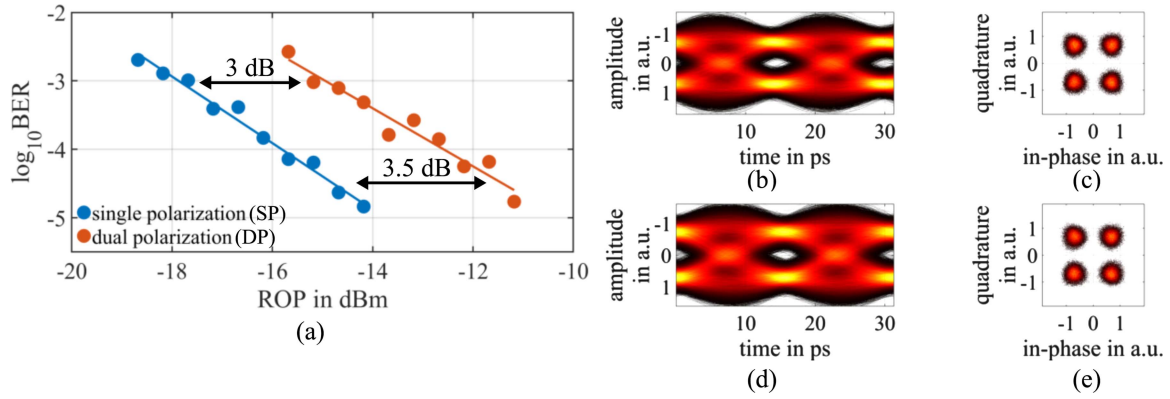 -2
-3
-4
-5
log10BER
3 dB
3.5 dB
single polarization (SP)
dual polarization (DP)
-20
-18
-16
-14
-12
-10
ROP in dBm
(a)
amplitude
in a.u.
-1
0
1
10
20
30
time in ps
(b)
quadrature
in a.u.
1
0
-1
-1
0
1
in-phase in a.u.
(c)
amplitude
in a.u.
-1
0
1
10
20
30
time in ps
(d)
quadrature
in a.u.
1
0
-1
-1
0
1
in-phase in a.u.
(e)